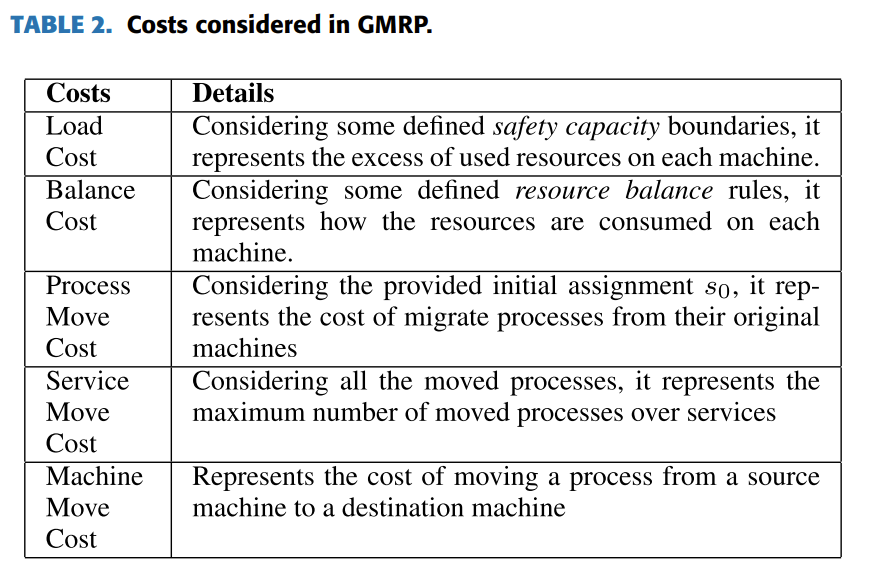 TABLE 2. Costs considered in GMRP.
Costs Details
Load Considering some defined safety capacity boundaries, it
Cost represents the excess of used resources on each machine.
Balance Considering some defined resource balance rules, it
Cost represents how the resources are consumed on each
machine.
Process Considering the provided initial assignment s₀, it rep-
Move resents the cost of migrate processes from their original
Cost machines
Service Considering all the moved processes, it represents the
Move maximum number of moved processes over services
Cost
Machine Represents the cost of moving a process from a source
Move machine to a destination machine
Cost